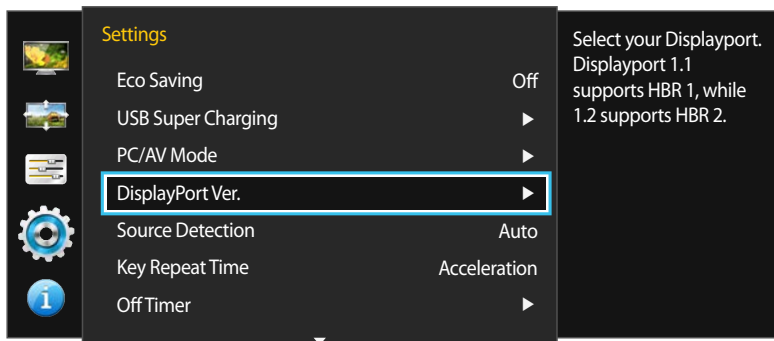 Settings
Eco Saving Off
USB Super Charging
PC/AV Mode
DisplayPort Ver.
Source Detection Auto
Key Repeat Time Acceleration
Off Timer
Select your Displayport.
Displayport 1.1
supports HBR 1, while
1.2 supports HBR 2.